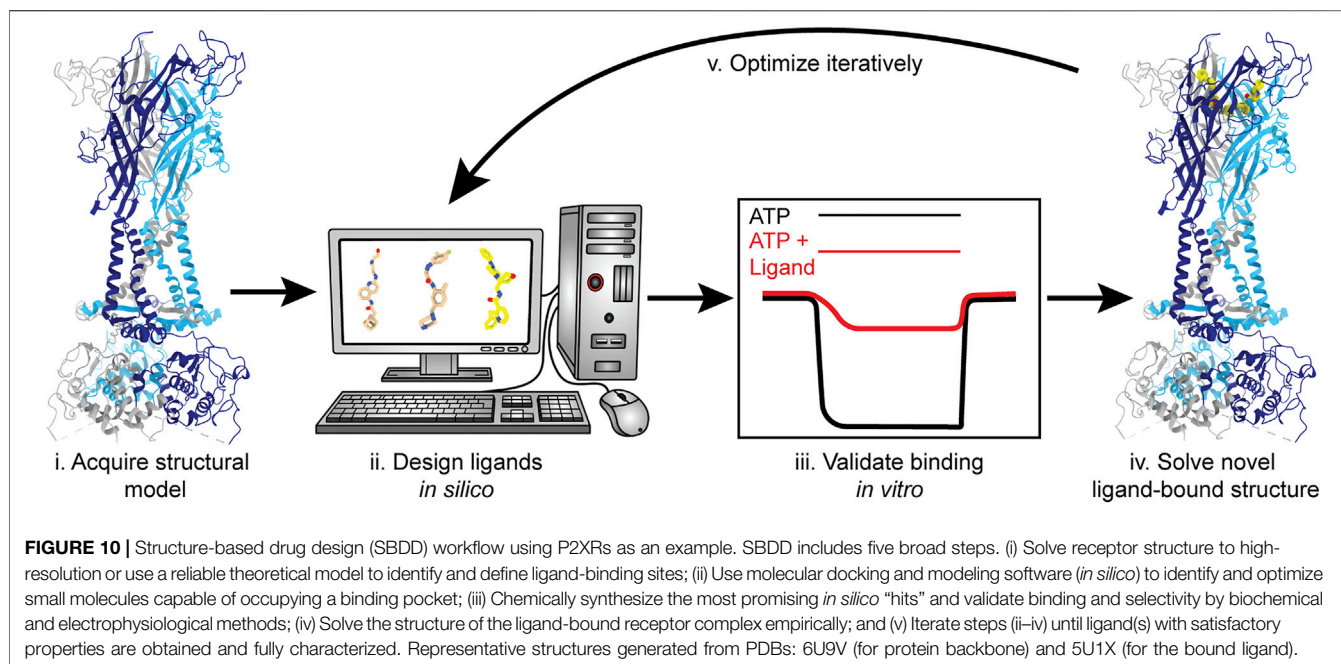 v. Optimize iteratively
ATP
ATP +
Ligand
i. Acquire structural
model
ii. Design ligands
in silico
iii. Validate binding
in vitro
iv. Solve novel
ligand-bound structure
FIGURE 10 | Structure-based drug design (SBDD) workflow using P2XRs as an example. SBDD includes five broad steps. (i) Solve receptor structure to high-
resolution or use a reliable theoretical model to identify and define ligand-binding sites; (ii) Use molecular docking and modeling software (in silico) to identify and optimize
small molecules capable of occupying a binding pocket; (iii) Chemically synthesize the most promising in silico “hits” and validate binding and selectivity by biochemical
and electrophysiological methods; (iv) Solve the structure of the ligand-bound receptor complex empirically; and (v) Iterate steps (ii–iv) until ligand(s) with satisfactory
properties are obtained and fully characterized. Representative structures generated from PDBs: 6U9V (for protein backbone) and 5U1X (for the bound ligand).